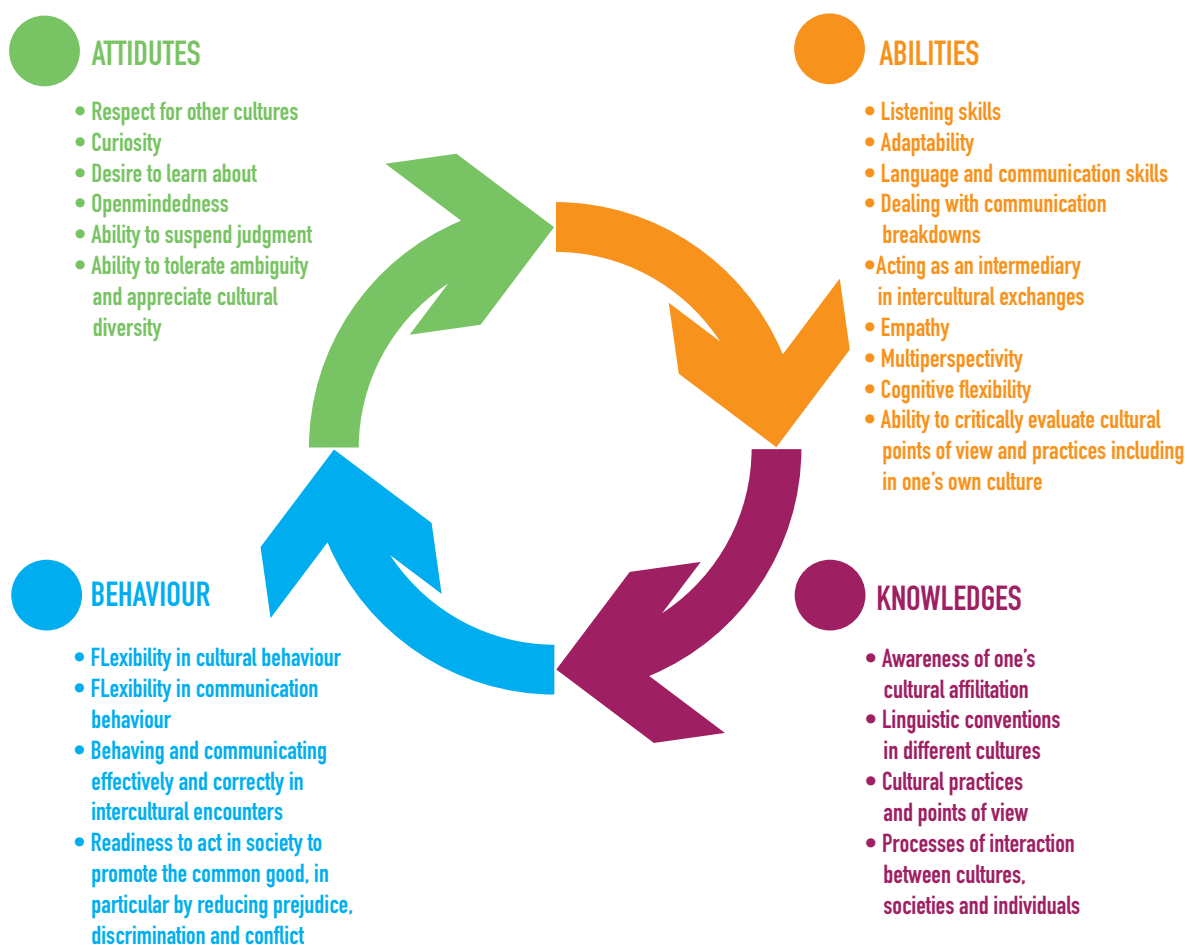 ATTIDUTES
• Respect for other cultures
• Curiosity
• Desire to learn about
• Openmindedness
• Ability to suspend judgment
• Ability to tolerate ambiguity
and appreciate cultural
diversity
ABILITIES
• Listening skills
• Adaptability
• Language and communication skills
• Dealing with communication
breakdowns
•Acting as an intermediary
in intercultural exchanges
• Empathy
• Multiperspectivity
• Cognitive flexibility
• Ability to critically evaluate cultural
points of view and practices including
in one's own culture
BEHAVIOUR
• FLexibility in cultural behaviour
• FLexibility in communication
behaviour
• Behaving and communicating
effectively and correctly in
intercultural encounters
• Readiness to act in society to
promote the common good, in
particular by reducing prejudice,
discrimination and conflict
KNOWLEDGES
• Awareness of one's
cultural affilitation
• Linguistic conventions
in different cultures
• Cultural practices
and points of view
• Processes of interaction
between cultures,
societies and individuals